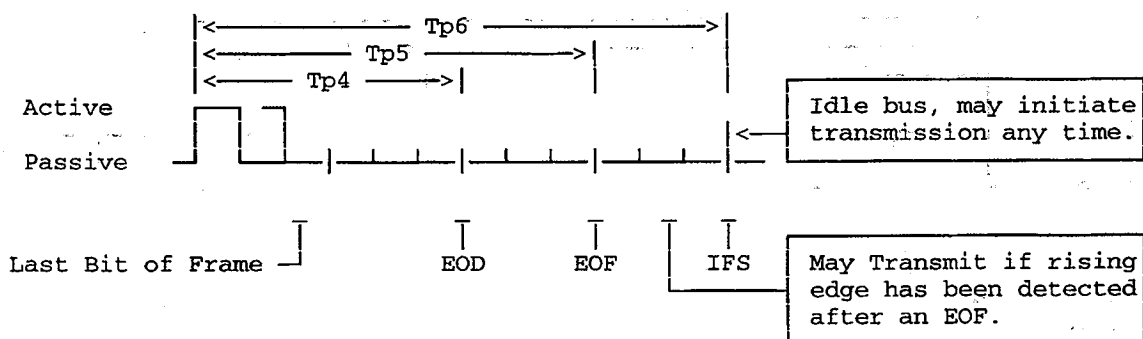 Tp6
Tp5
Tp4
Active
Passive
Idle bus, may initiate
transmission any time.
Last Bit of Frame
EOD
EOF
IFS
May Transmit if rising
edge has been detected
after an EOF.